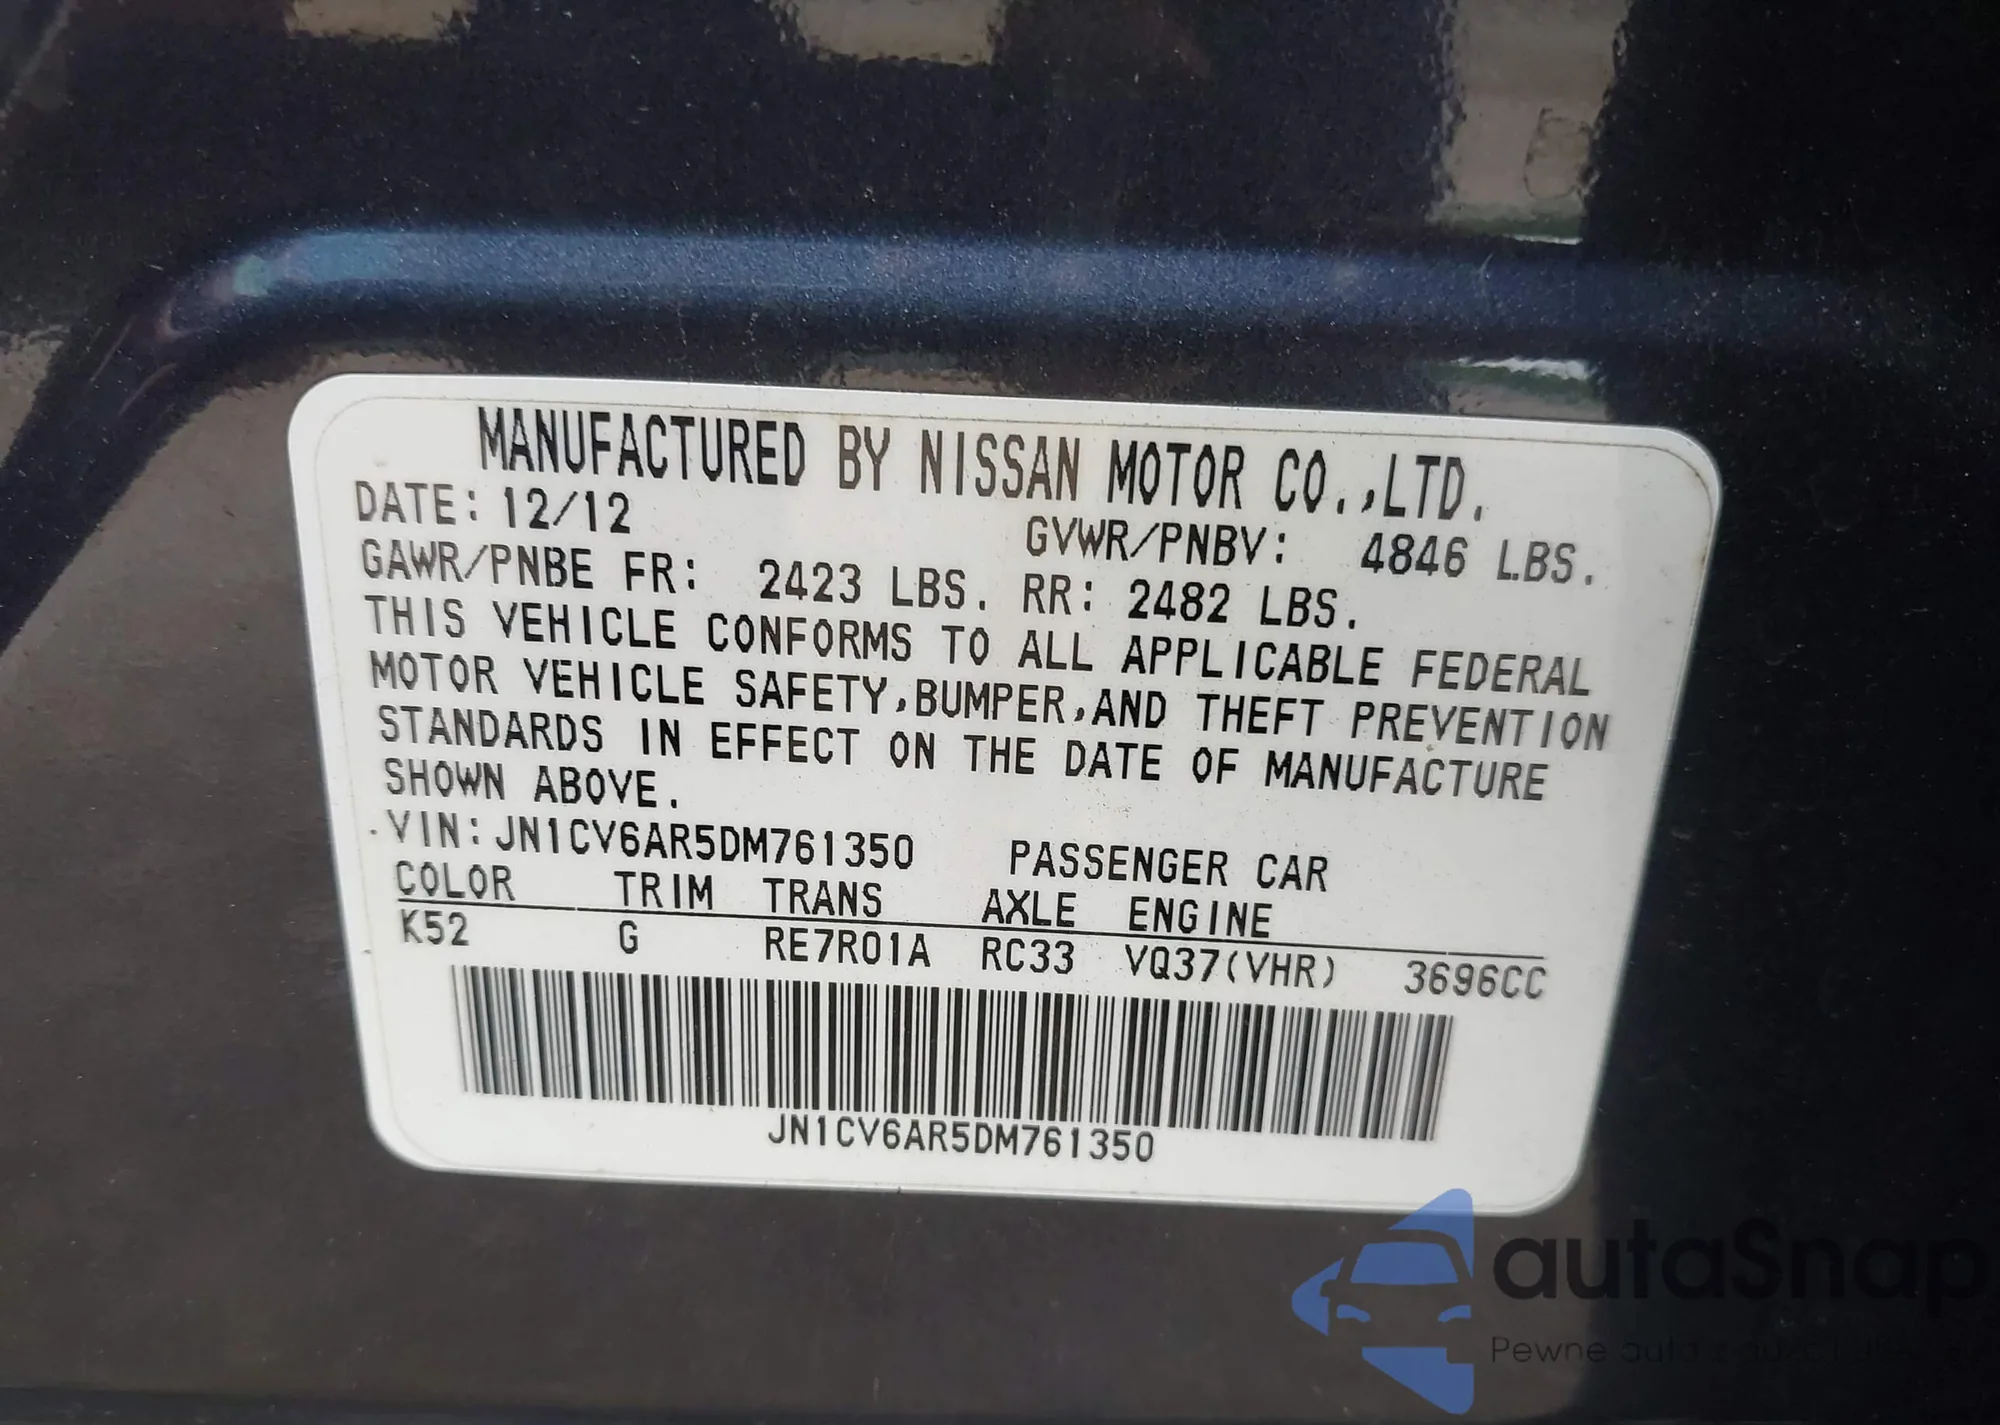 MANUFACTURED BY NISSAN MOTOR CO.,LTD.
DATE: 12/12 GVWR/PNBV: 4846 LBS.
GAWR/PNBE FR: 2423 LBS. RR: 2482 LBS.
THIS VEHICLE CONFORMS TO ALL APPLICABLE FEDERAL
MOTOR VEHICLE SAFETY,BUMPER,AND THEFT PREVENTION
STANDARDS IN EFFECT ON THE DATE OF MANUFACTURE
SHOWN ABOVE.
VIN: JN1CV6AR5DM761350 PASSENGER CAR
COLOR TRIM TRANS AXLE ENGINE
K52 G RE7R01A RC33 VQ37(VHR) 3696CC
JN1CV6AR5DM761350
autaSnap
Pewne auto z